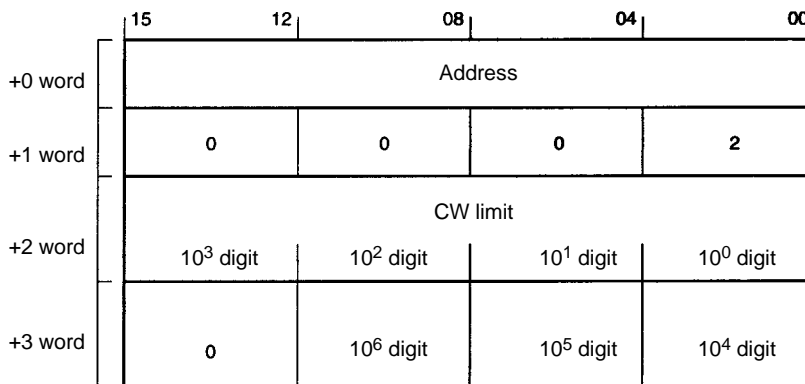 15 12 08 04 00
+0 word Address
+1 word 0 0 0 2
CW limit
+2 word 10³ digit 10² digit 10¹ digit 10⁰ digit
+3 word 0 10⁶ digit 10⁵ digit 10⁴ digit